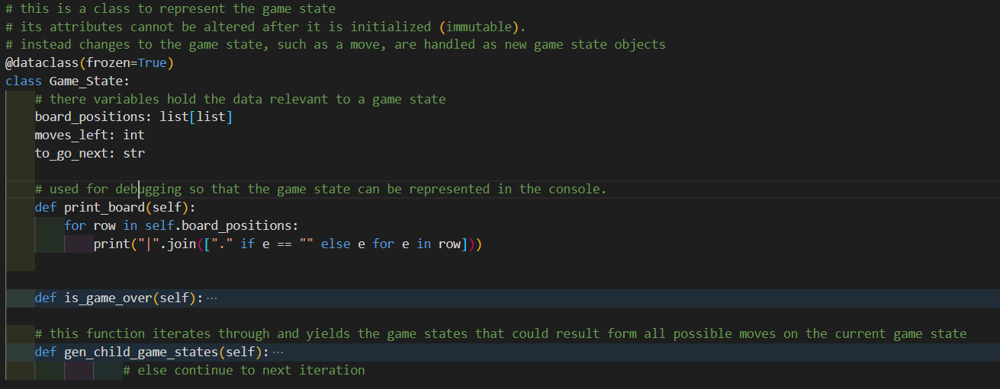 # this is a class to represent the game state
# its attributes cannot be altered after it is initialized (immutable).
# instead changes to the game state, such as a move, are handled as new game state objects
@dataclass(frozen=True)
class Game_State:
    # there variables hold the data relevant to a game state
    board_positions: list[list]
    moves_left: int
    to_go_next: str
    # used for debugging so that the game state can be represented in the console.
    def print_board(self):
        for row in self.board_positions:
            print("|".join(["." if e == "" else e for e in row]))
    def is_game_over(self):···
    # this function iterates through and yields the game states that could result form all possible moves on the current game state
    def gen_child_game_states(self):···
                # else continue to next iteration